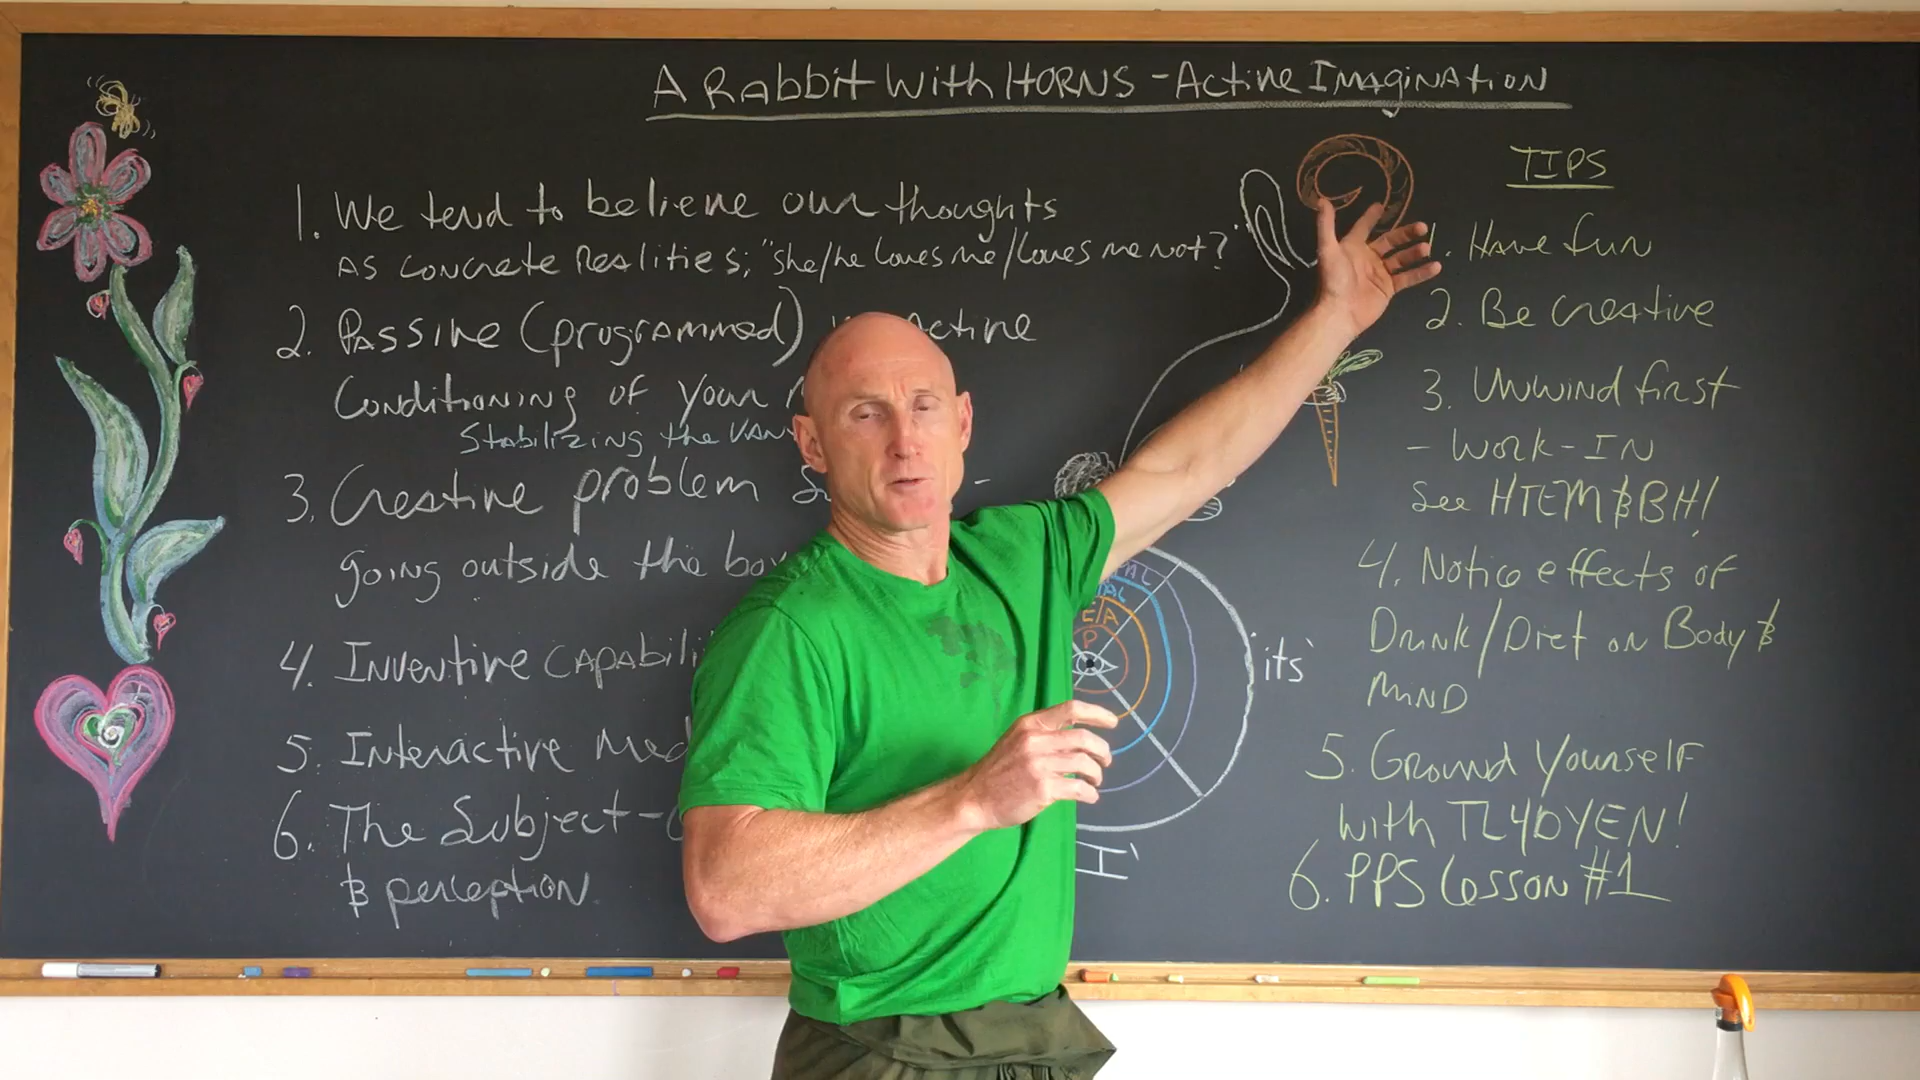 A Rabbit With HORNS - Active IMAGINATION
1. We tend to believe our thoughts
AS CONCRETE Realities; "she/he Loves me/Loves me not?"
2. PASSIVE (programmed) Active
Conditioning of your
Stabilizing the
3. Creative problem
going outside the box
4. INVENTIVE
5. Interactive
6. The Subject-
& perception
P
'its'
I'
TIPS
1. HAVE fun
2. Be Creative
3. UNWIND first
- WORK-IN
See HTEM&BH!
4. Notice effects of
Drink/Diet on Body &
MIND
5. Ground YourselF
with TL4DYEN!
6. PPS Lesson #1